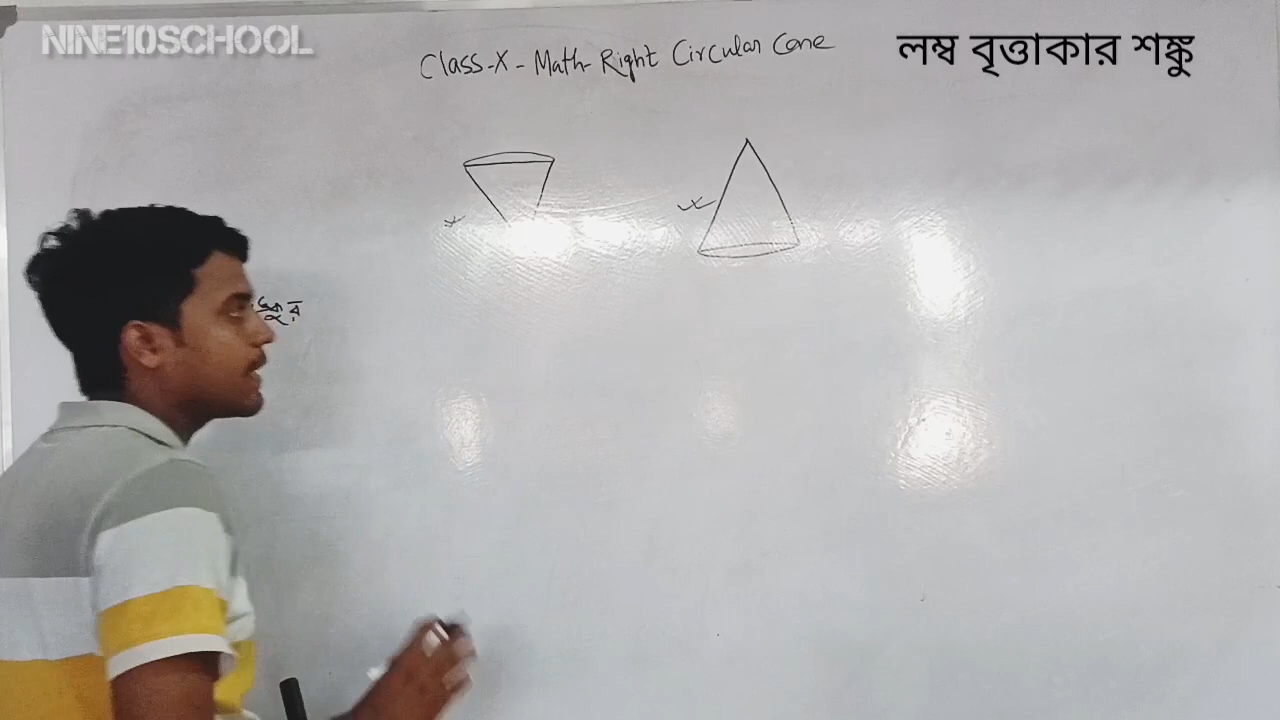 NINE10SCHOOL
Class-X-Math-Right Circular Cone
লম্ব বৃত্তাকার শঙ্কু